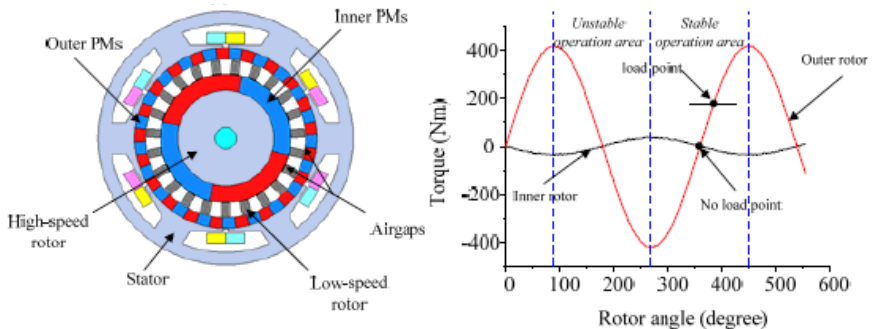 Outer PMs
Inner PMs
High-speed
rotor
Stator
Low-speed
rotor
Airgaps
Unstable
operation area
Stable
operation area
load point
Outer rotor
Inner rotor
No load point
Torque (Nm)
400
200
0
-200
-400
0 100 200 300 400 500 600
Rotor angle (degree)